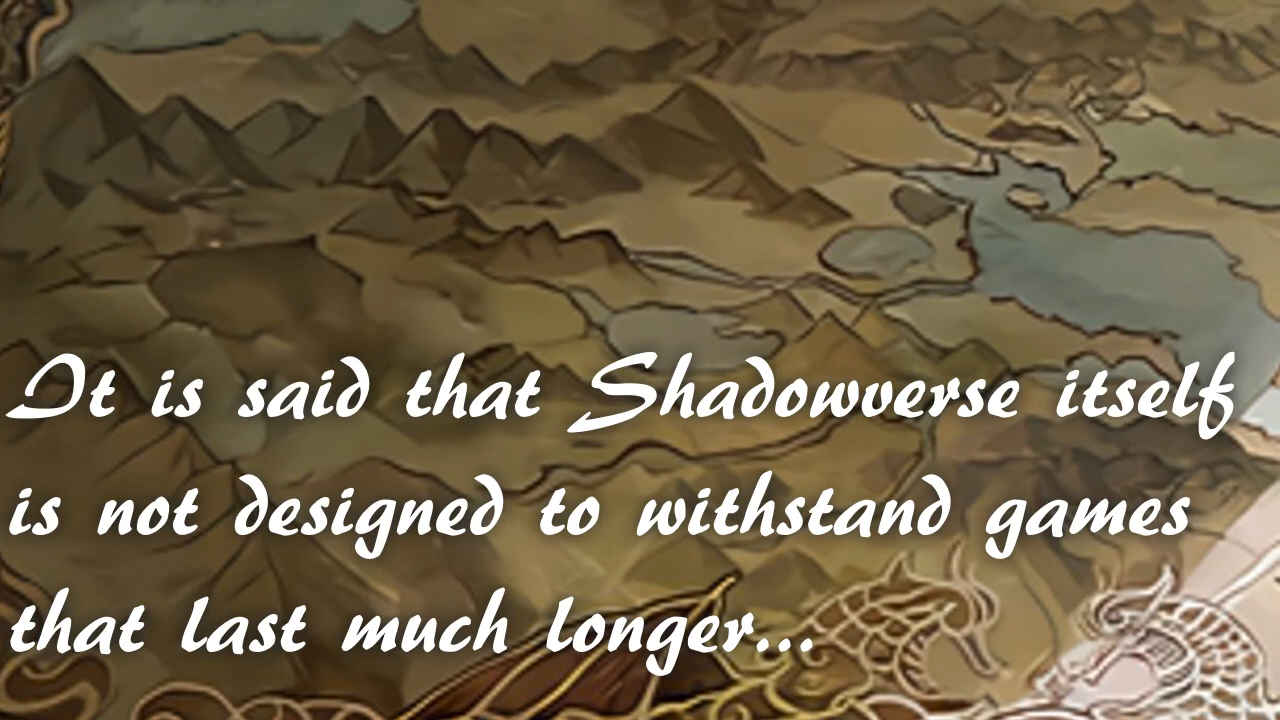 It is said that Shadowverse itself
is not designed to withstand games
that last much longer...